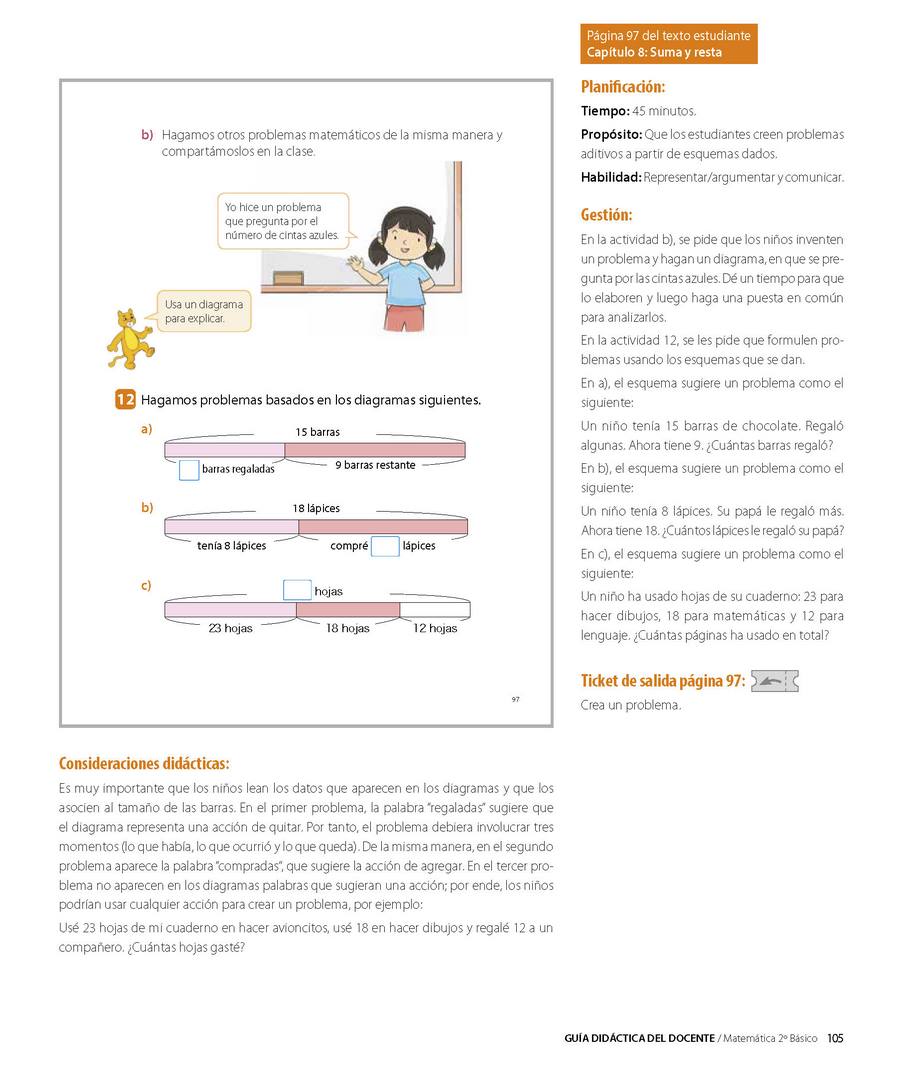 Página 97 del texto estudiante
Capítulo 8: Suma y resta
b) Hagamos otros problemas matemáticos de la misma manera y
compartámoslos en la clase.
Yo hice un problema
que pregunta por el
número de cintas azules.
Usa un diagrama
para explicar.
12 Hagamos problemas basados en los diagramas siguientes.
a)
15 barras
barras regaladas
9 barras restante
b)
18 lápices
tenía 8 lápices
compré lápices
c)
hojas
23 hojas
18 hojas
12 hojas
97
Planificación:
Tiempo: 45 minutos.
Propósito: Que los estudiantes creen problemas
aditivos a partir de esquemas dados.
Habilidad: Representar/argumentar y comunicar.
Gestión:
En la actividad b), se pide que los niños inventen
un problema y hagan un diagrama, en que se pre-
gunta por las cintas azules. Dé un tiempo para que
lo elaboren y luego haga una puesta en común
para analizarlos.
En la actividad 12, se les pide que formulen pro-
blemas usando los esquemas que se dan.
En a), el esquema sugiere un problema como el
siguiente:
Un niño tenía 15 barras de chocolate. Regaló
algunas. Ahora tiene 9. ¿Cuántas barras regaló?
En b), el esquema sugiere un problema como el
siguiente:
Un niño tenía 8 lápices. Su papá le regaló más.
Ahora tiene 18. ¿Cuántos lápices le regaló su papá?
En c), el esquema sugiere un problema como el
siguiente:
Un niño ha usado hojas de su cuaderno: 23 para
hacer dibujos, 18 para matemáticas y 12 para
lenguaje. ¿Cuántas páginas ha usado en total?
Ticket de salida página 97:
Crea un problema.
Consideraciones didácticas:
Es muy importante que los niños lean los datos que aparecen en los diagramas y que los
asocien al tamaño de las barras. En el primer problema, la palabra “regaladas” sugiere que
el diagrama representa una acción de quitar. Por tanto, el problema debiera involucrar tres
momentos (lo que había, lo que ocurrió y lo que queda). De la misma manera, en el segundo
problema aparece la palabra “compradas”, que sugiere la acción de agregar. En el tercer pro-
blema no aparecen en los diagramas palabras que sugieran una acción; por ende, los niños
podrían usar cualquier acción para crear un problema, por ejemplo:
Usé 23 hojas de mi cuaderno en hacer avioncitos, usé 18 en hacer dibujos y regalé 12 a un
compañero. ¿Cuántas hojas gasté?
GUÍA DIDÁCTICA DEL DOCENTE / Matemática 2º Básico 105